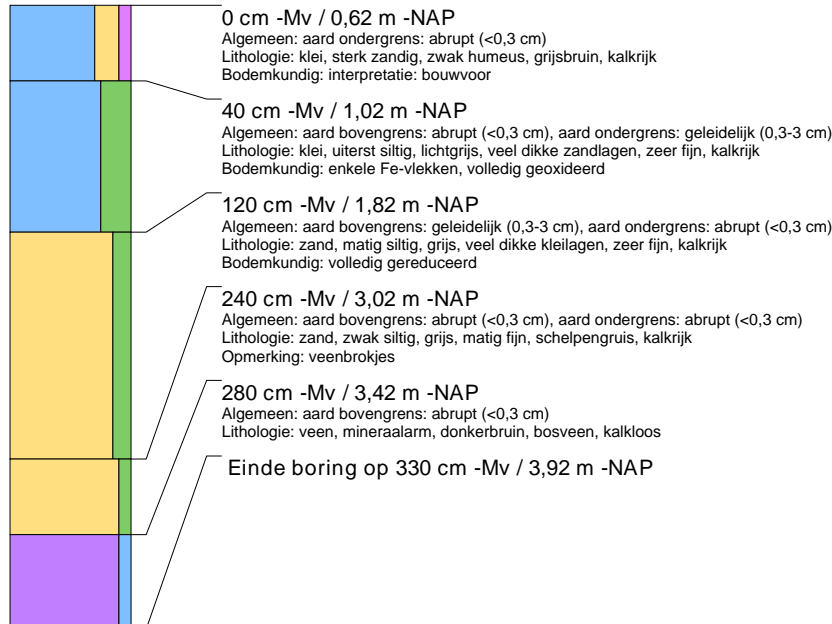 0 cm -Mv / 0,62 m -NAP
Algemeen: aard ondergrens: abrupt (<0,3 cm)
Lithologie: klei, sterk zandig, zwak humeus, grijsbruin, kalkrijk
Bodemkundig: interpretatie: bouwvoor
40 cm -Mv / 1,02 m -NAP
Algemeen: aard bovengrens: abrupt (<0,3 cm), aard ondergrens: geleidelijk (0,3-3 cm)
Lithologie: klei, uiterst siltig, lichtgrijs, veel dikke zandlagen, zeer fijn, kalkrijk
Bodemkundig: enkele Fe-vlekken, volledig geoxideerd
120 cm -Mv / 1,82 m -NAP
Algemeen: aard bovengrens: geleidelijk (0,3-3 cm), aard ondergrens: abrupt (<0,3 cm)
Lithologie: zand, matig siltig, grijs, veel dikke kleilagen, zeer fijn, kalkrijk
Bodemkundig: volledig gereduceerd
240 cm -Mv / 3,02 m -NAP
Algemeen: aard bovengrens: abrupt (<0,3 cm), aard ondergrens: abrupt (<0,3 cm)
Lithologie: zand, zwak siltig, grijs, matig fijn, schelpengruis, kalkrijk
Opmerking: veenbrokjes
280 cm -Mv / 3,42 m -NAP
Algemeen: aard bovengrens: abrupt (<0,3 cm)
Lithologie: veen, mineraalarm, donkerbruin, bosveen, kalkloos
Einde boring op 330 cm -Mv / 3,92 m -NAP